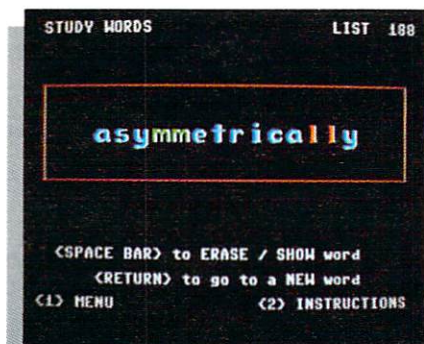 STUDY WORDS LIST 188
asymmetrically
<SPACE BAR> to ERASE / SHOW word
<RETURN> to go to a NEW word
<1> MENU <2> INSTRUCTIONS